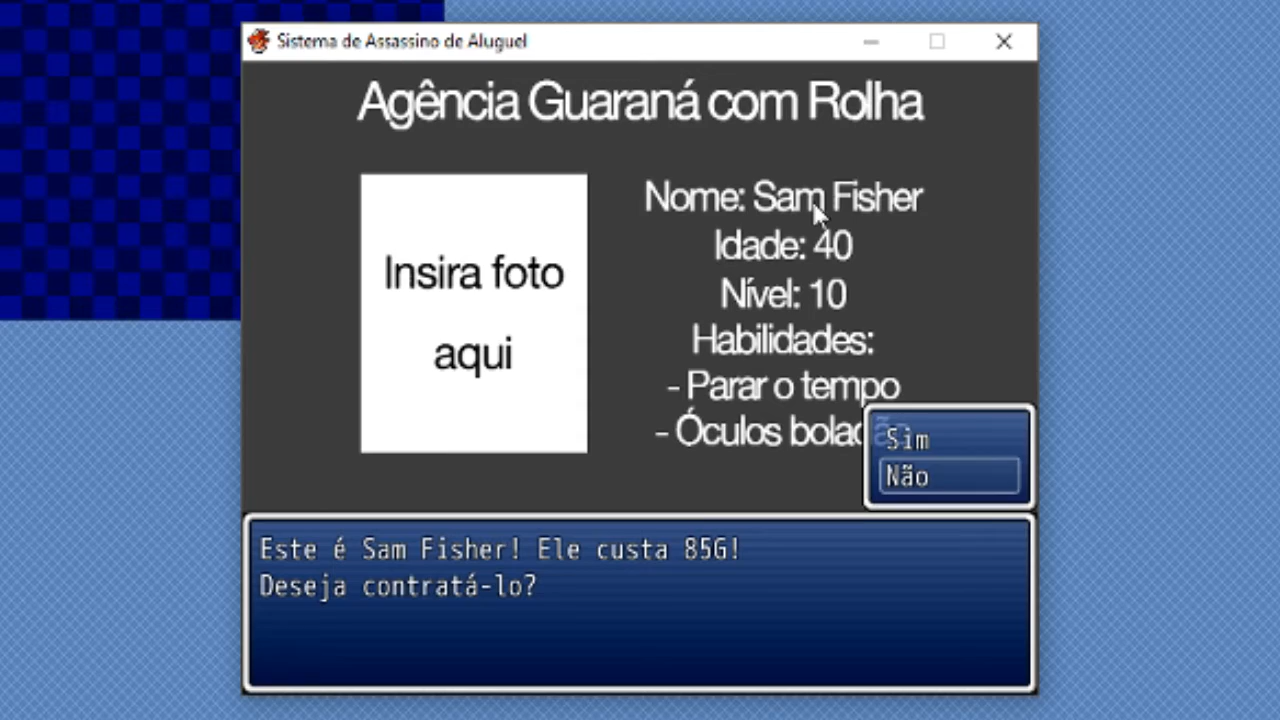 Sistema de Assassino de Aluguel
Agência Guaraná com Rolha
Insira foto
aqui
Nome: Sam Fisher
Idade: 40
Nível: 10
Habilidades:
- Parar o tempo
- Óculos boladão
Sim
Não
Este é Sam Fisher! Ele custa 85G!
Deseja contratá-lo?